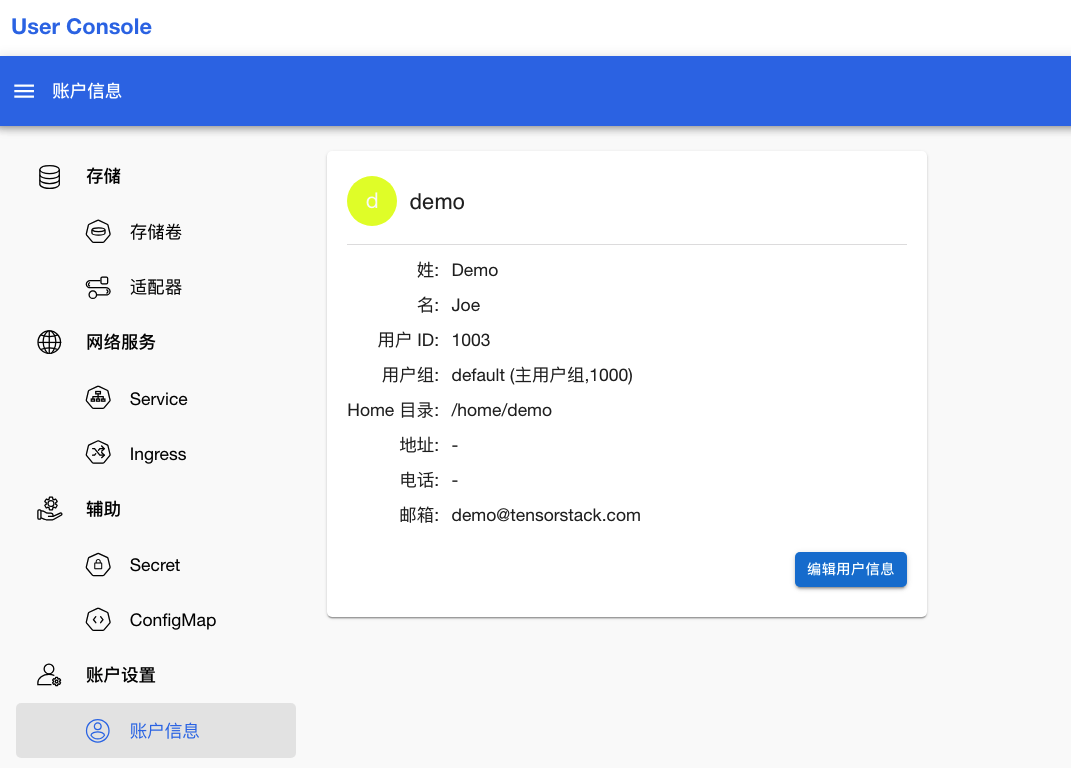 User Console
账户信息
存储
存储卷
适配器
网络服务
Service
Ingress
辅助
Secret
ConfigMap
账户设置
账户信息
d demo
姓: Demo
名: Joe
用户 ID: 1003
用户组: default (主用户组,1000)
Home 目录: /home/demo
地址: -
电话: -
邮箱: demo@tensorstack.com
编辑用户信息